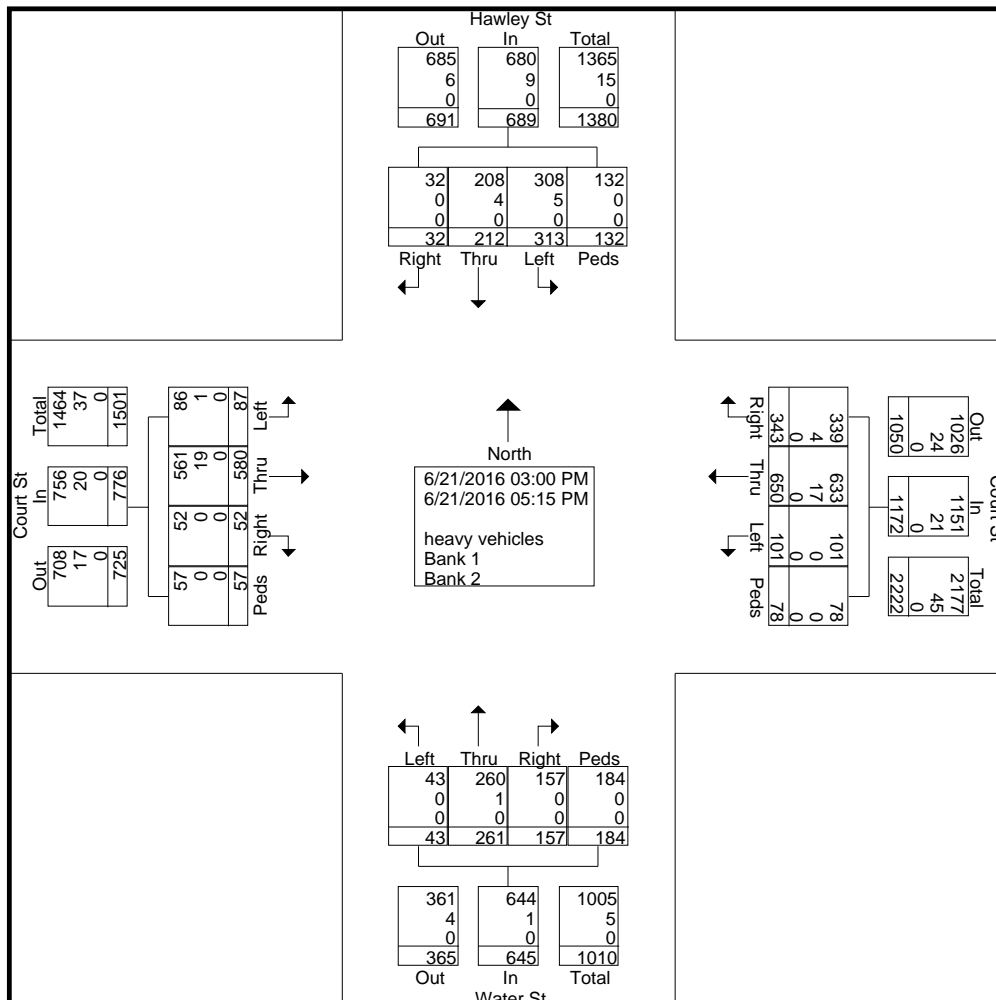 Hawley St
Out In Total
685 680 1365
6 9 15
0 0 0
691 689 1380
32 208 308 132
0 4 5 0
0 0 0 0
32 212 313 132
Right Thru Left Peds
Court St
Total In Out
1464 756 708
37 20 17
0 0 0
1501 776 725
86 561 52 57
1 19 0 0
0 0 0 0
87 580 52 57
Left Thru Right Peds
North
6/21/2016 03:00 PM
6/21/2016 05:15 PM
heavy vehicles
Bank 1
Bank 2
Right Thru Left Peds
339 633 101 78
4 17 0 0
0 0 0 0
343 650 101 78
Court St
Out In Total
1026 1151 2177
24 21 45
0 0 0
1050 1172 2222
Left Thru Right Peds
43 260 157 184
0 1 0 0
0 0 0 0
43 261 157 184
361 644 1005
4 1 5
0 0 0
365 645 1010
Out In Total
Water St